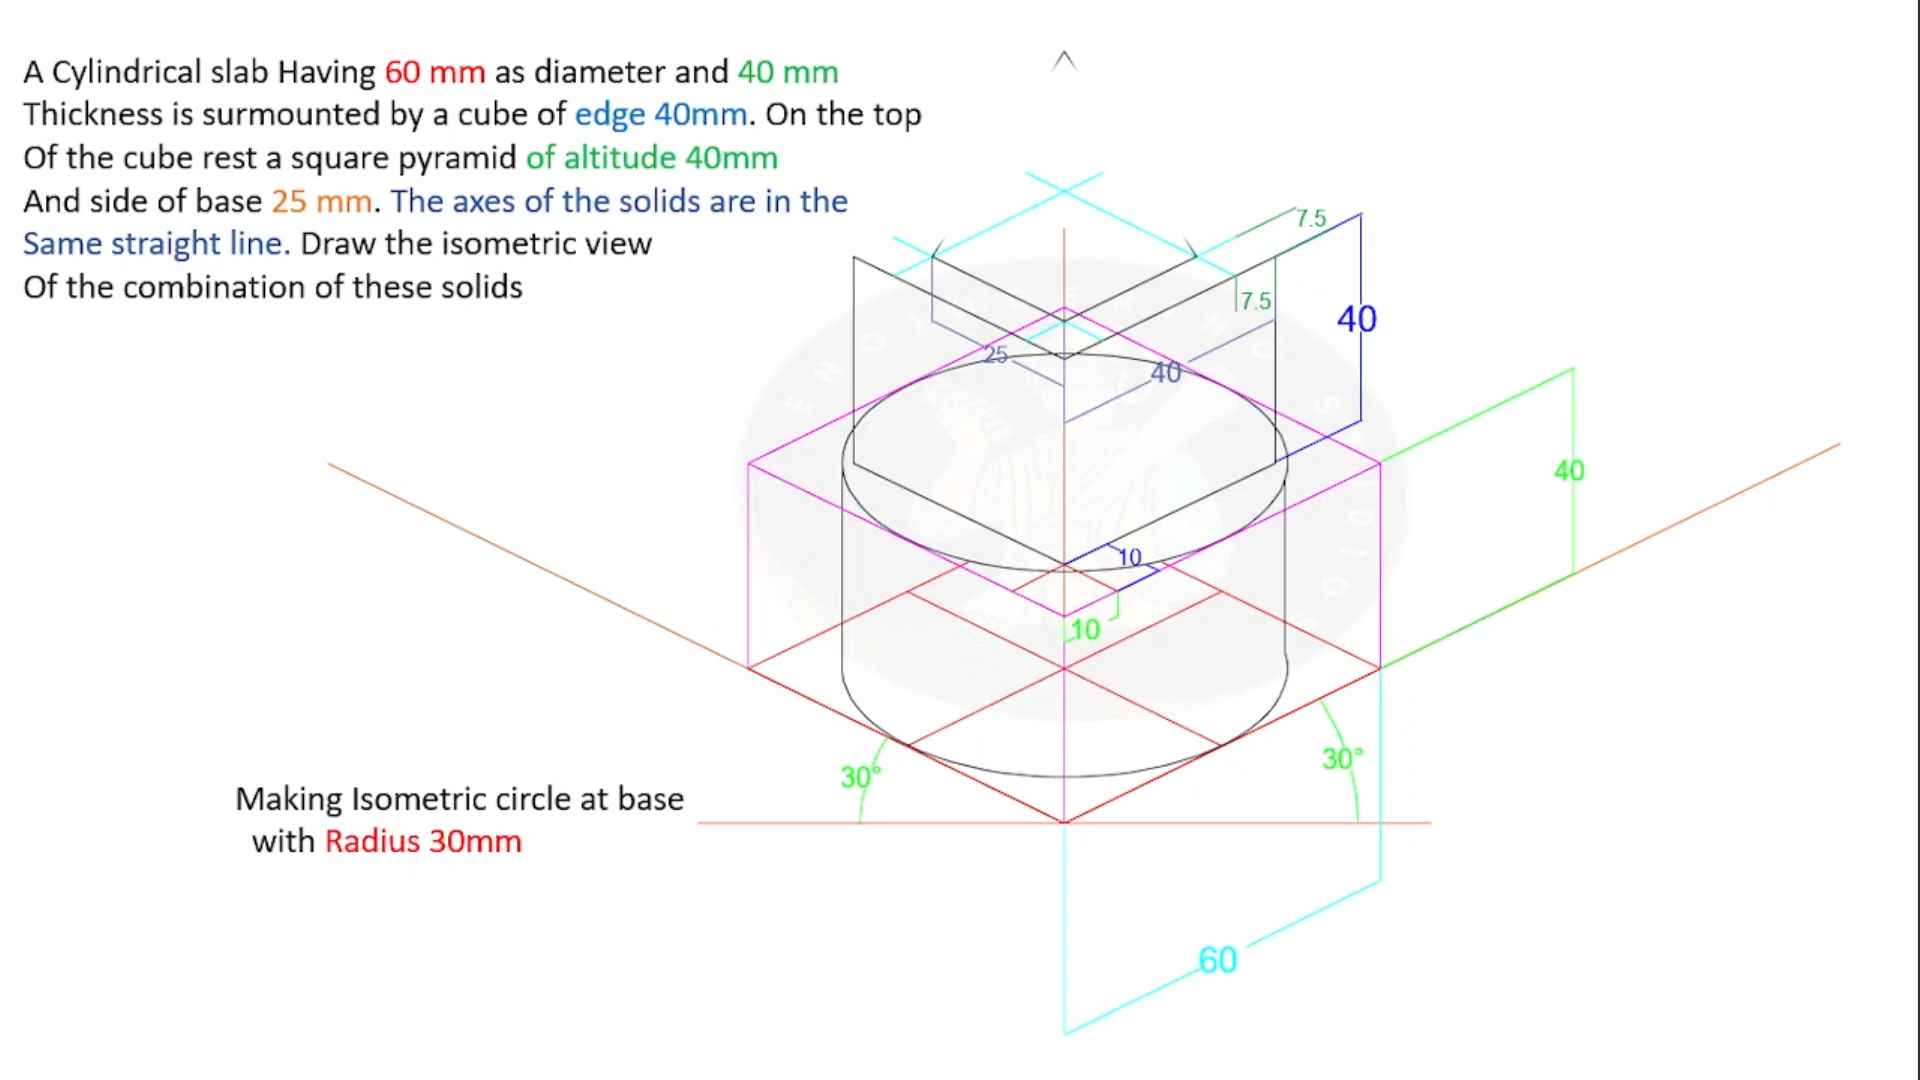 A Cylindrical slab Having 60 mm as diameter and 40 mm
Thickness is surmounted by a cube of edge 40mm. On the top
Of the cube rest a square pyramid of altitude 40mm
And side of base 25 mm. The axes of the solids are in the
Same straight line. Draw the isometric view
Of the combination of these solids
7.5
7.5
40
25
40
40
10
10
30°
30°
Making Isometric circle at base
with Radius 30mm
60